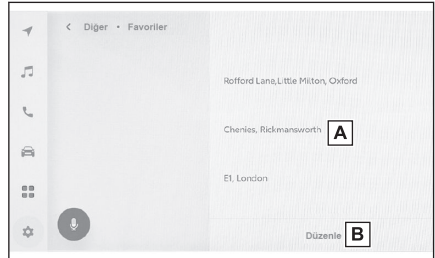 Diğer • Favoriler
Rofford Lane,Little Milton, Oxford
Chenies, Rickmansworth A
E1, London
Düzenle B